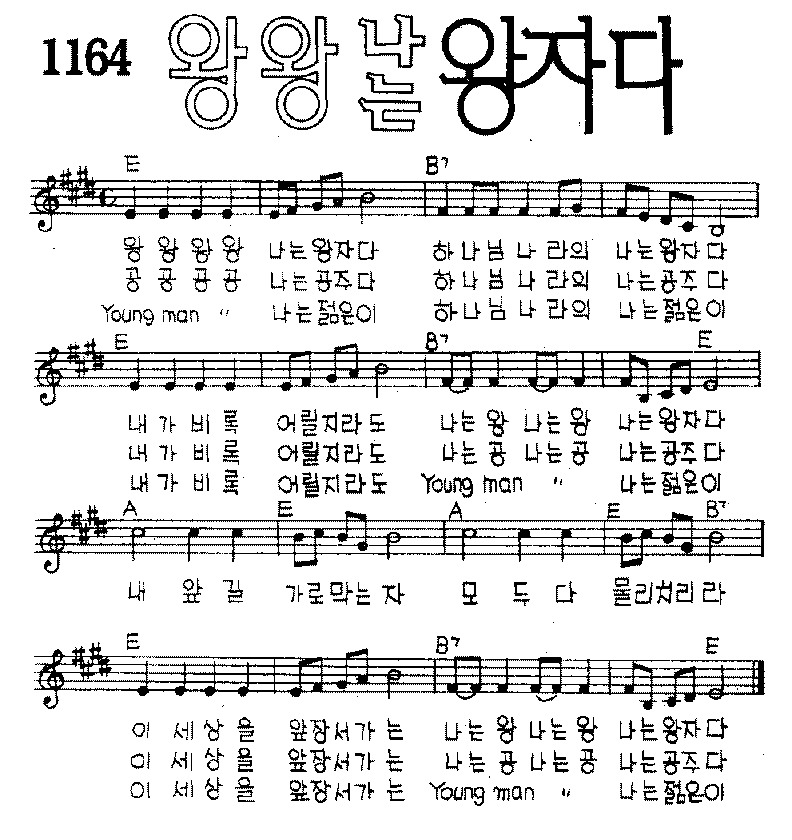 1164 왕왕 나는 왕자다
E B7
왕 왕 왕 왕 나는왕자다 하나님 나 라의 나는왕자다
공 공 공 공 나는공주다 하나님 나 라의 나는공주다
Young man 〃 나는젊은이 하나님 나 라의 나는젊은이
E B7 E
내 가 비 록 어릴지라도 나는 왕 나는 왕 나는왕자다
내 가 비 록 어릴지라도 나는 공 나는 공 나는공주다
내 가 비 록 어릴지라도 Young man 〃 나는젊은이
A E A E B7
내 앞 길 가로막는 자 모 두 다 물리치리 라
E B7 E
이 세 상 을 앞장서가 는 나는 왕 나는 왕 나는왕자다
이 세 상 을 앞장서가 는 나는 공 나는 공 나는공주다
이 세 상 을 앞장서가 는 Young man 〃 나는젊은이